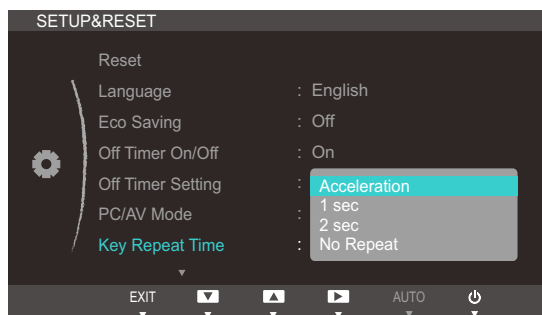 SETUP&RESET
Reset
Language : English
Eco Saving : Off
Off Timer On/Off : On
Off Timer Setting : Acceleration
1 sec
PC/AV Mode : 2 sec
Key Repeat Time : No Repeat
EXIT AUTO